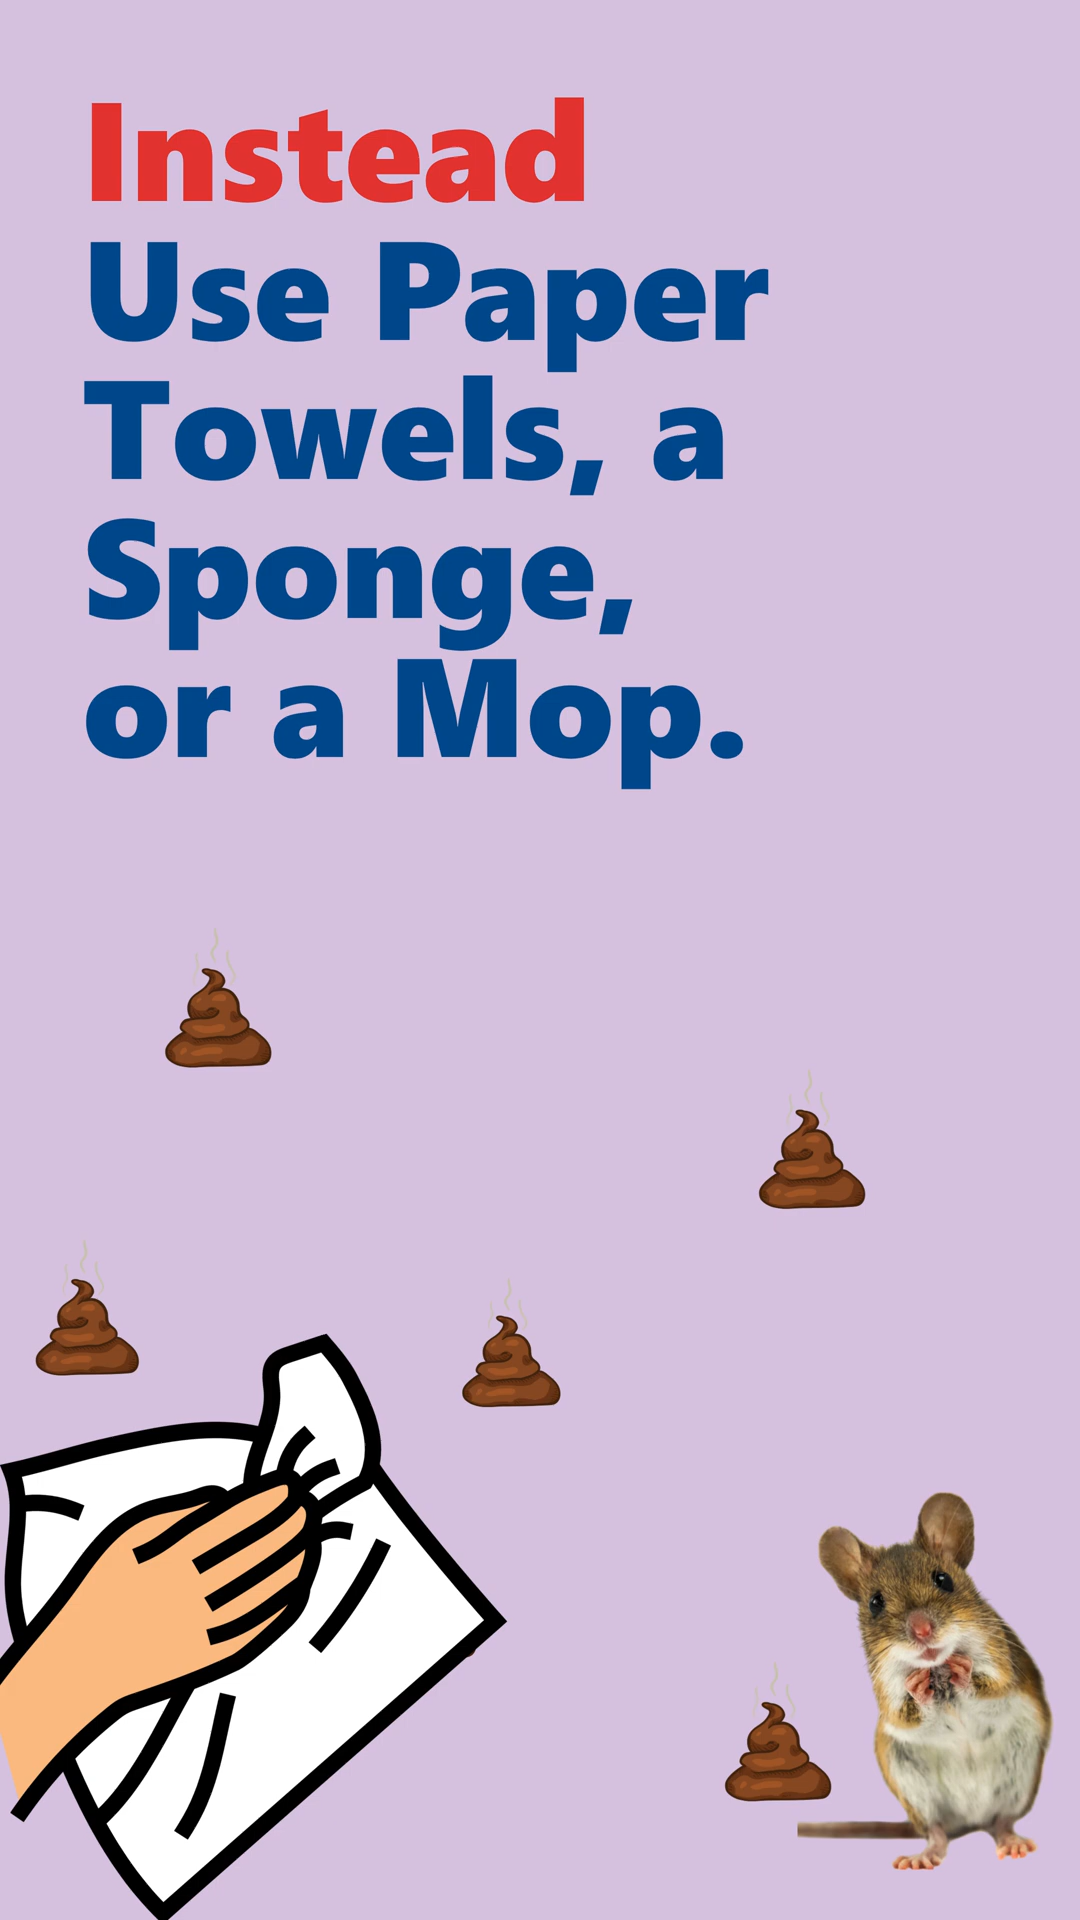 Instead
Use Paper
Towels, a
Sponge,
or a Mop.